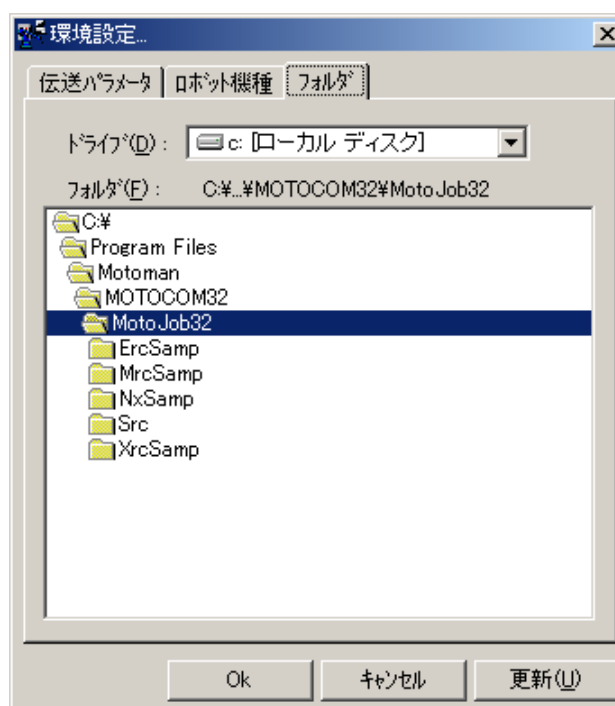 環境設定...
伝送ﾊﾟﾗﾒｰﾀ ﾛﾎﾞｯﾄ機種 ﾌｫﾙﾀﾞ
ﾄﾞﾗｲﾌﾞ(D)： c: [ローカル ディスク]
ﾌｫﾙﾀﾞ(F)： C:¥...¥MOTOCOM32¥MotoJob32
C:¥
Program Files
Motoman
MOTOCOM32
MotoJob32
ErcSamp
MrcSamp
NxSamp
Src
XrcSamp
Ok ｷｬﾝｾﾙ 更新(U)